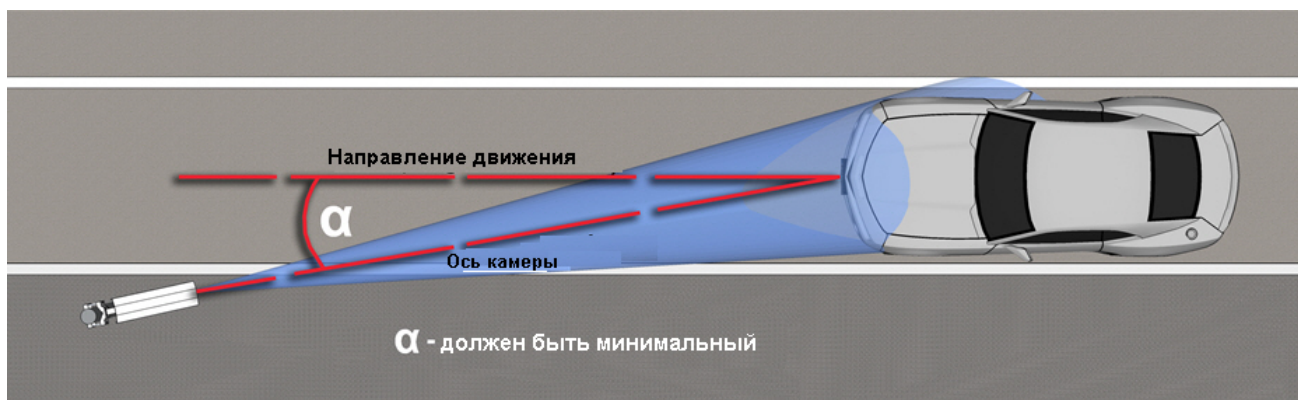 Направление движения
α
Ось камеры
α - должен быть минимальный